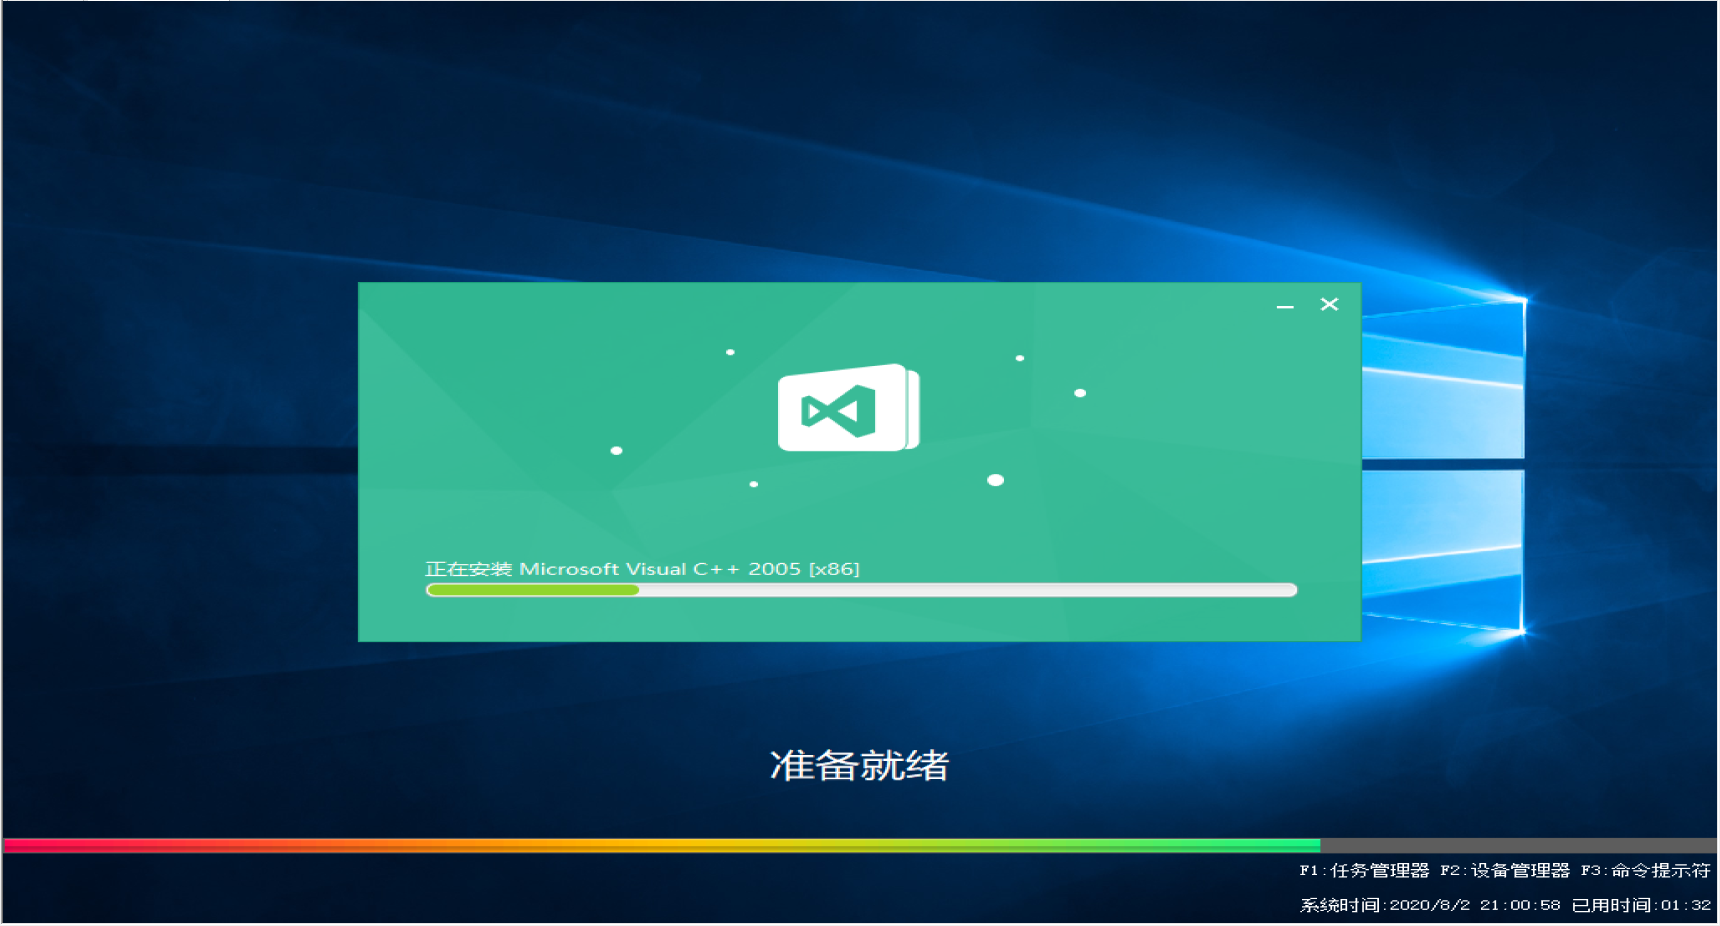 正在安装 Microsoft Visual C++ 2005 [x86]
准备就绪
F1:任务管理器 F2:设备管理器 F3:命令提示符
系统时间:2020/8/2 21:00:58 已用时间:01:32